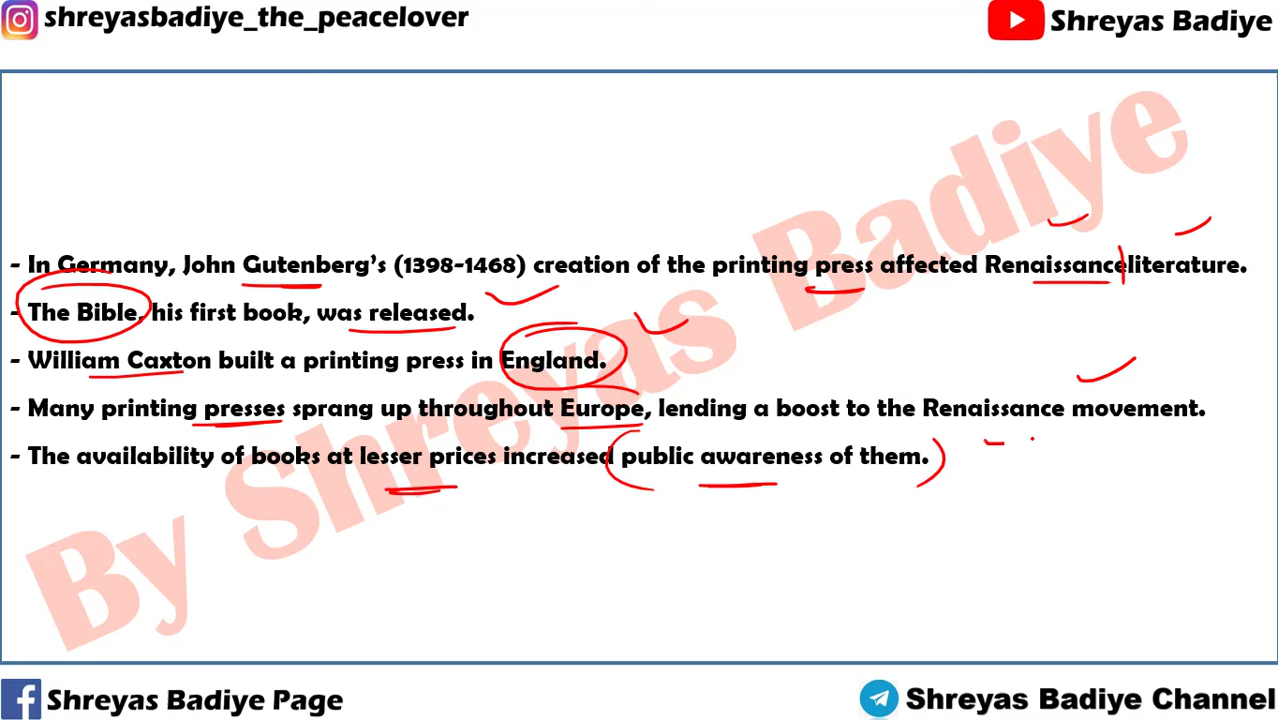 shreyasbadiye_the_peacelover
Shreyas Badiye
- In Germany, John Gutenberg's (1398-1468) creation of the printing press affected Renaissance literature.
- The Bible, his first book, was released.
- William Caxton built a printing press in England.
- Many printing presses sprang up throughout Europe, lending a boost to the Renaissance movement.
- The availability of books at lesser prices increased public awareness of them.
By Shreyas Badiye
Shreyas Badiye Page
Shreyas Badiye Channel